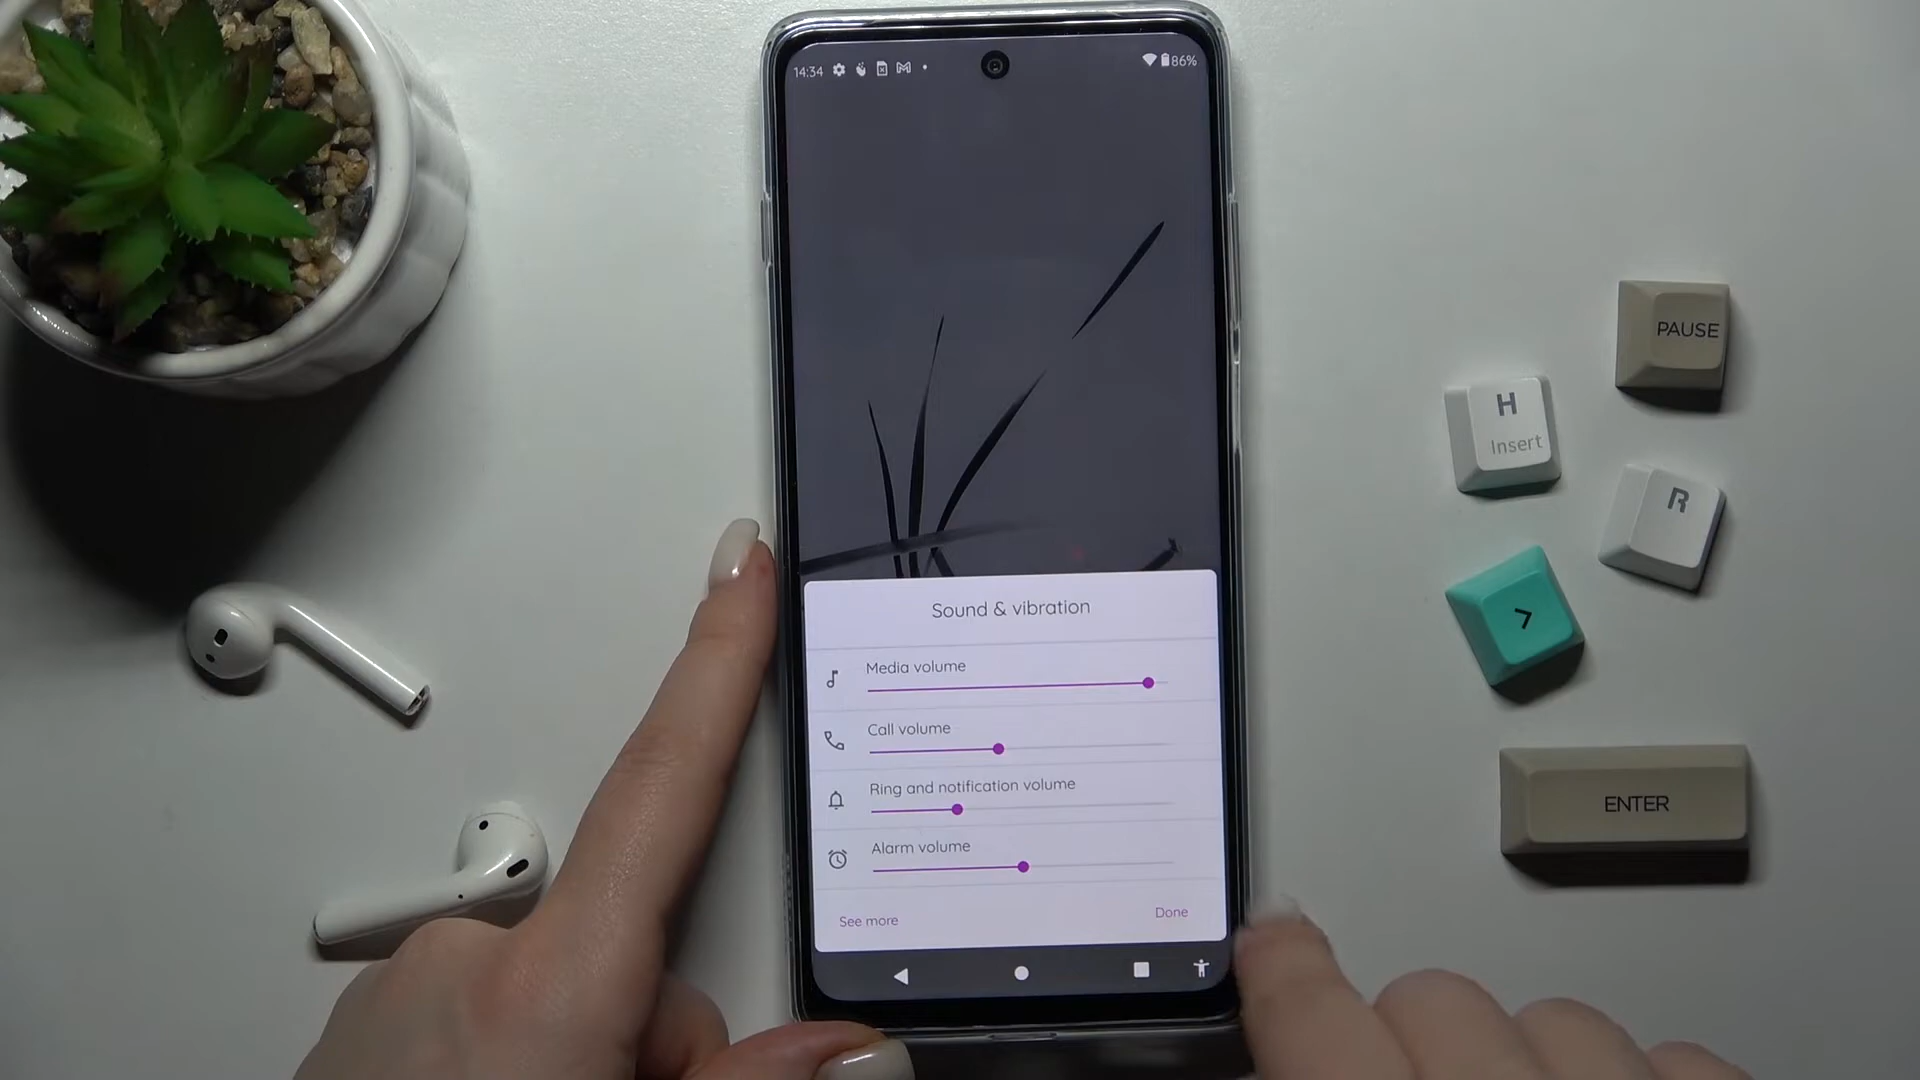 14:34
86%
Sound & vibration
Media volume
Call volume
Ring and notification volume
Alarm volume
See more
Done
PAUSE
H
Insert
R
>
ENTER